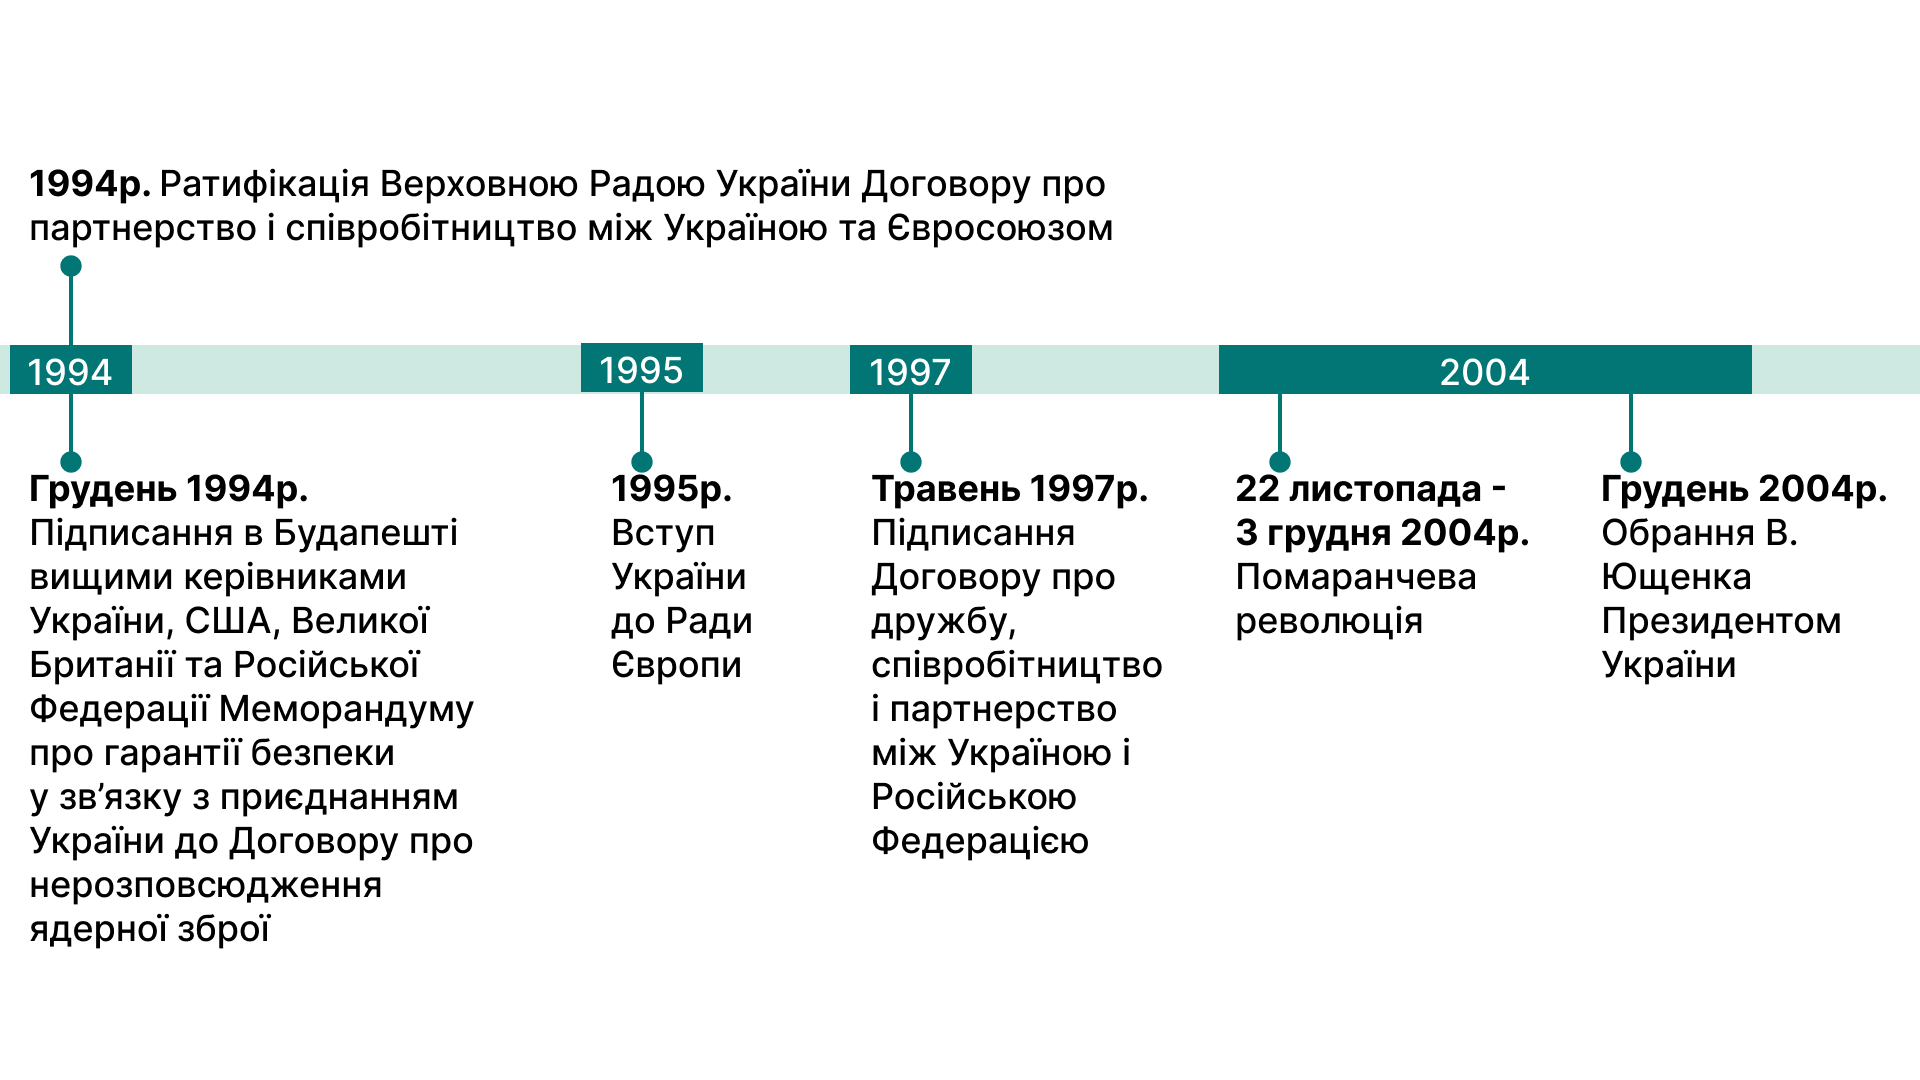 1994р. Ратифікація Верховною Радою України Договору про
партнерство і співробітництво між Україною та Євросоюзом
1994
1995
1997
2004
Грудень 1994р.
Підписання в Будапешті
вищими керівниками
України, США, Великої
Британії та Російської
Федерації Меморандуму
про гарантії безпеки
у зв’язку з приєднанням
України до Договору про
нерозповсюдження
ядерної зброї
1995р.
Вступ
України
до Ради
Європи
Травень 1997р.
Підписання
Договору про
дружбу,
співробітництво
і партнерство
між Україною і
Російською
Федерацією
22 листопада -
3 грудня 2004р.
Помаранчева
революція
Грудень 2004р.
Обрання В.
Ющенка
Президентом
України